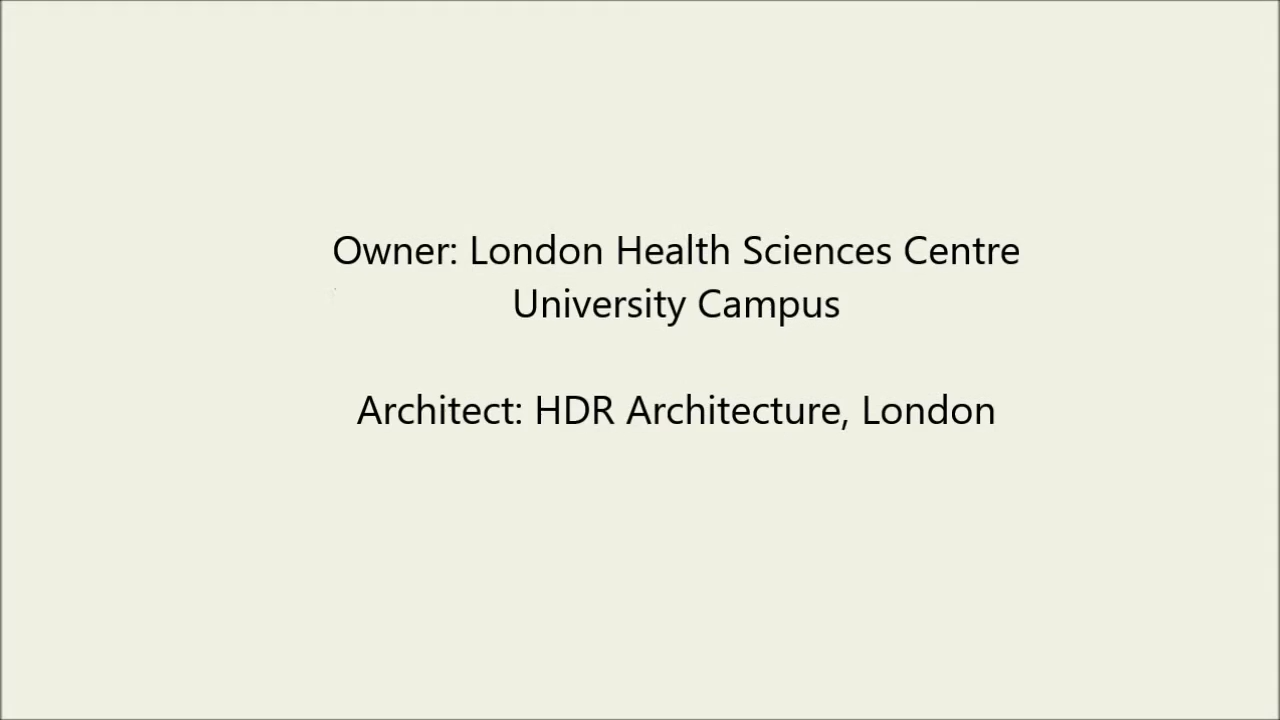 Owner: London Health Sciences Centre
University Campus
Architect: HDR Architecture, London